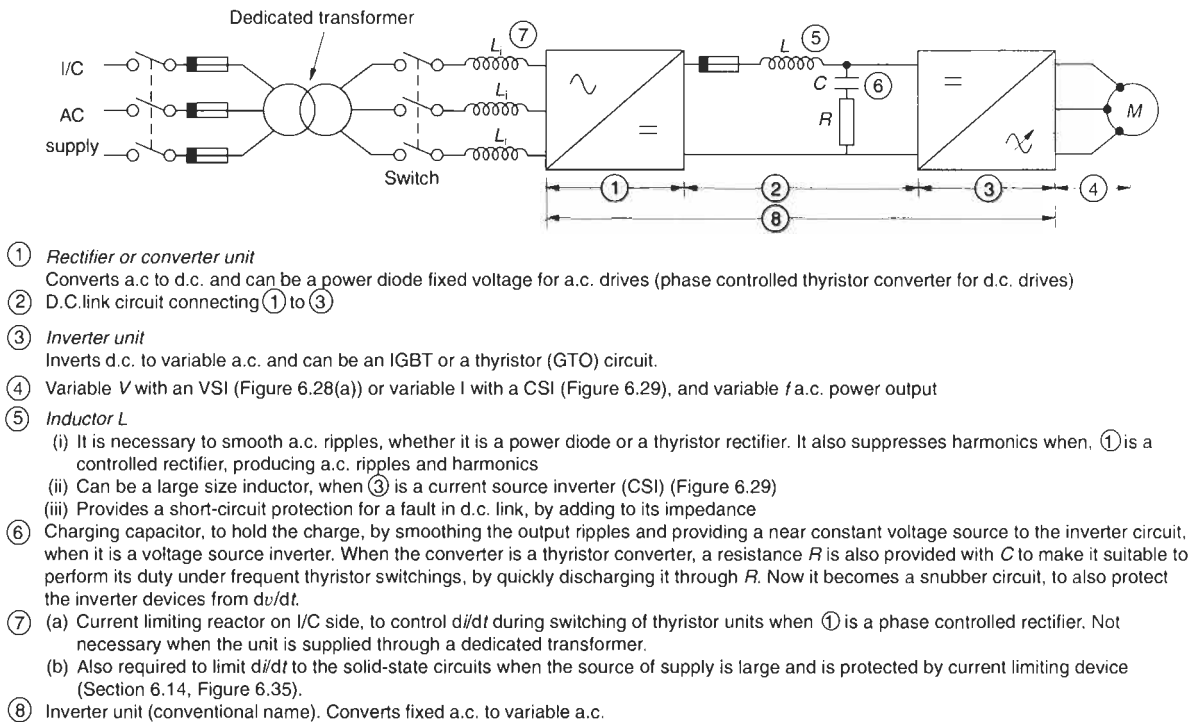 Dedicated transformer
I/C
AC
supply
Switch
Li ⑦
Li
Li
L ⑤
C ⑥
R
M
① ② ③ ④
⑧
① Rectifier or converter unit
Converts a.c to d.c. and can be a power diode fixed voltage for a.c. drives (phase controlled thyristor converter for d.c. drives)
② D.C.link circuit connecting ① to ③
③ Inverter unit
Inverts d.c. to variable a.c. and can be an IGBT or a thyristor (GTO) circuit.
④ Variable V with an VSI (Figure 6.28(a)) or variable I with a CSI (Figure 6.29), and variable f a.c. power output
⑤ Inductor L
(i) It is necessary to smooth a.c. ripples, whether it is a power diode or a thyristor rectifier. It also suppresses harmonics when, ① is a
controlled rectifier, producing a.c. ripples and harmonics
(ii) Can be a large size inductor, when ③ is a current source inverter (CSI) (Figure 6.29)
(iii) Provides a short-circuit protection for a fault in d.c. link, by adding to its impedance
⑥ Charging capacitor, to hold the charge, by smoothing the output ripples and providing a near constant voltage source to the inverter circuit,
when it is a voltage source inverter. When the converter is a thyristor converter, a resistance R is also provided with C to make it suitable to
perform its duty under frequent thyristor switchings, by quickly discharging it through R. Now it becomes a snubber circuit, to also protect
the inverter devices from dv/dt.
⑦ (a) Current limiting reactor on I/C side, to control di/dt during switching of thyristor units when ① is a phase controlled rectifier. Not
necessary when the unit is supplied through a dedicated transformer.
(b) Also required to limit di/dt to the solid-state circuits when the source of supply is large and is protected by current limiting device
(Section 6.14, Figure 6.35).
⑧ Inverter unit (conventional name). Converts fixed a.c. to variable a.c.